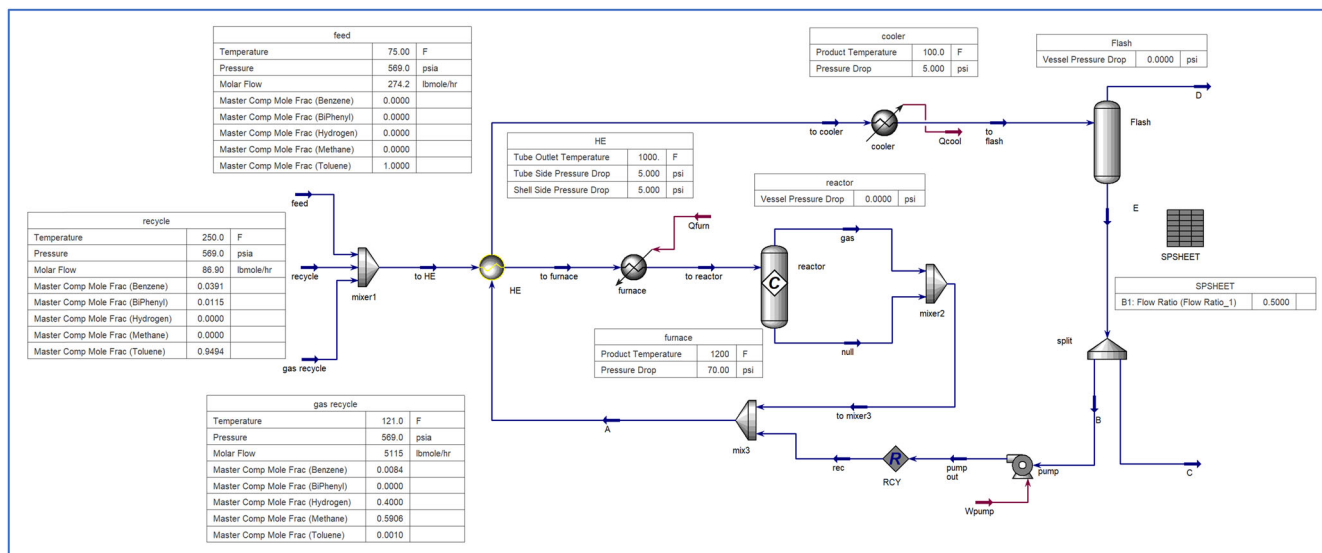 feed
Temperature 75.00 F
Pressure 569.0 psia
Molar Flow 274.2 lbmole/hr
Master Comp Mole Frac (Benzene) 0.0000
Master Comp Mole Frac (BiPhenyl) 0.0000
Master Comp Mole Frac (Hydrogen) 0.0000
Master Comp Mole Frac (Methane) 0.0000
Master Comp Mole Frac (Toluene) 1.0000
cooler
Product Temperature 100.0 F
Pressure Drop 5.000 psi
Flash
Vessel Pressure Drop 0.0000 psi
D
Flash
to cooler
cooler
Qcool
to flash
HE
Tube Outlet Temperature 1000. F
Tube Side Pressure Drop 5.000 psi
Shell Side Pressure Drop 5.000 psi
reactor
Vessel Pressure Drop 0.0000 psi
feed
recycle
Temperature 250.0 F
Pressure 569.0 psia
Molar Flow 86.90 lbmole/hr
Master Comp Mole Frac (Benzene) 0.0391
Master Comp Mole Frac (BiPhenyl) 0.0115
Master Comp Mole Frac (Hydrogen) 0.0000
Master Comp Mole Frac (Methane) 0.0000
Master Comp Mole Frac (Toluene) 0.9494
recycle
gas recycle
mixer1
to HE
HE
to furnace
Qfurn
furnace
to reactor
reactor
C
gas
null
mixer2
E
SPSHEET
SPSHEET
B1: Flow Ratio (Flow Ratio_1) 0.5000
furnace
Product Temperature 1200 F
Pressure Drop 70.00 psi
split
to mixer3
gas recycle
Temperature 121.0 F
Pressure 569.0 psia
Molar Flow 5115 lbmole/hr
Master Comp Mole Frac (Benzene) 0.0084
Master Comp Mole Frac (BiPhenyl) 0.0000
Master Comp Mole Frac (Hydrogen) 0.4000
Master Comp Mole Frac (Methane) 0.5906
Master Comp Mole Frac (Toluene) 0.0010
A
mix3
rec
R
RCY
pump out
pump
Wpump
B
C